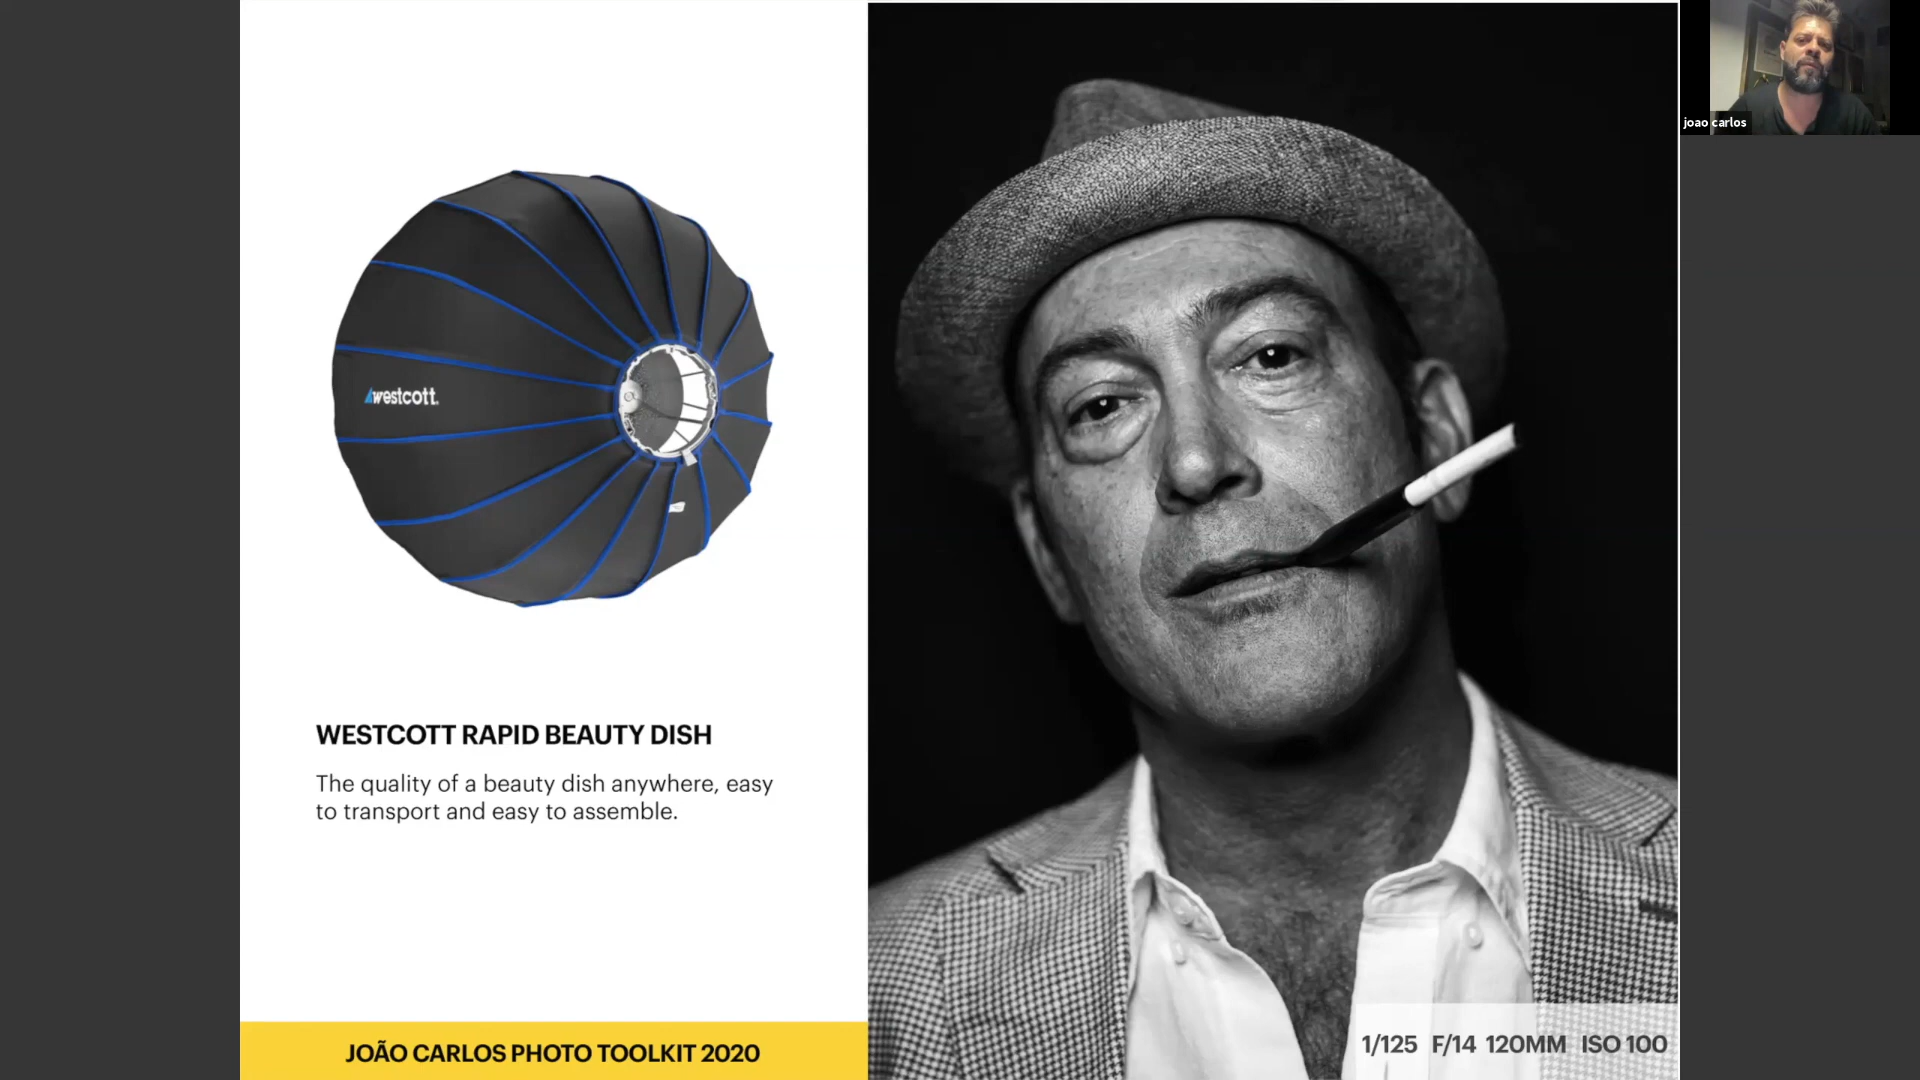 westcott
WESTCOTT RAPID BEAUTY DISH
The quality of a beauty dish anywhere, easy
to transport and easy to assemble.
JOÃO CARLOS PHOTO TOOLKIT 2020
1/125 F/14 120MM ISO 100
joao carlos